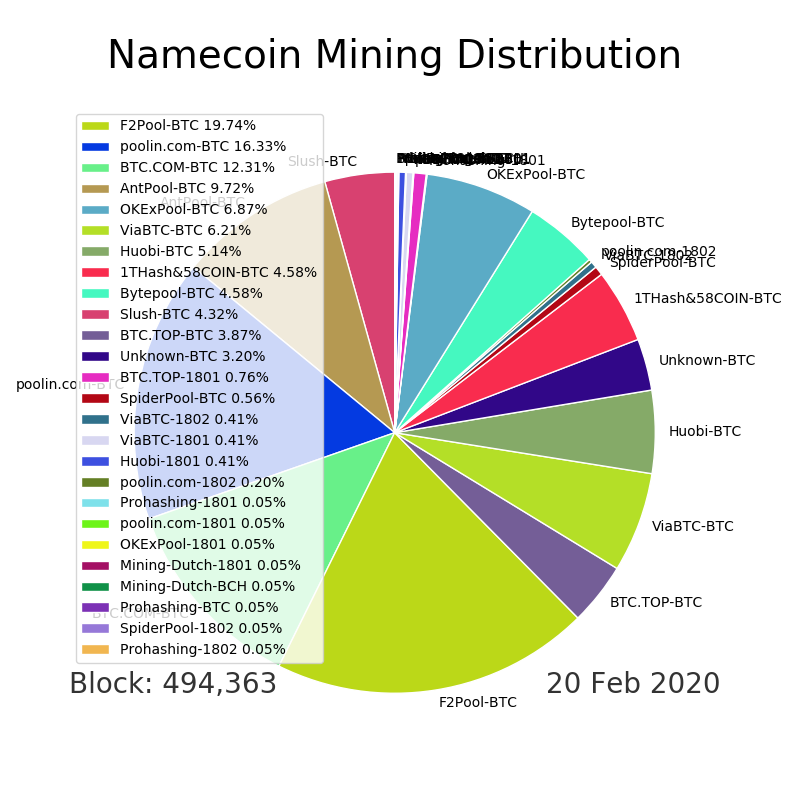 Namecoin Mining Distribution
F2Pool-BTC 19.74%
poolin.com-BTC 16.33%
BTC.COM-BTC 12.31%
AntPool-BTC 9.72%
OKExPool-BTC 6.87%
ViaBTC-BTC 6.21%
Huobi-BTC 5.14%
1THash&58COIN-BTC 4.58%
Bytepool-BTC 4.58%
Slush-BTC 4.32%
BTC.TOP-BTC 3.87%
Unknown-BTC 3.20%
BTC.TOP-1801 0.76%
SpiderPool-BTC 0.56%
ViaBTC-1802 0.41%
ViaBTC-1801 0.41%
Huobi-1801 0.41%
poolin.com-1802 0.20%
Prohashing-1801 0.05%
poolin.com-1801 0.05%
OKExPool-1801 0.05%
Mining-Dutch-1801 0.05%
Mining-Dutch-BCH 0.05%
Prohashing-BTC 0.05%
SpiderPool-1802 0.05%
Prohashing-1802 0.05%
Slush-BTC
AntPool-BTC
poolin.com-BTC
BTC.COM-BTC
F2Pool-BTC
BTC.TOP-BTC
ViaBTC-BTC
Huobi-BTC
Unknown-BTC
1THash&58COIN-BTC
SpiderPool-BTC
ViaBTC-1802
poolin.com-1802
Bytepool-BTC
OKExPool-BTC
Block: 494,363
20 Feb 2020